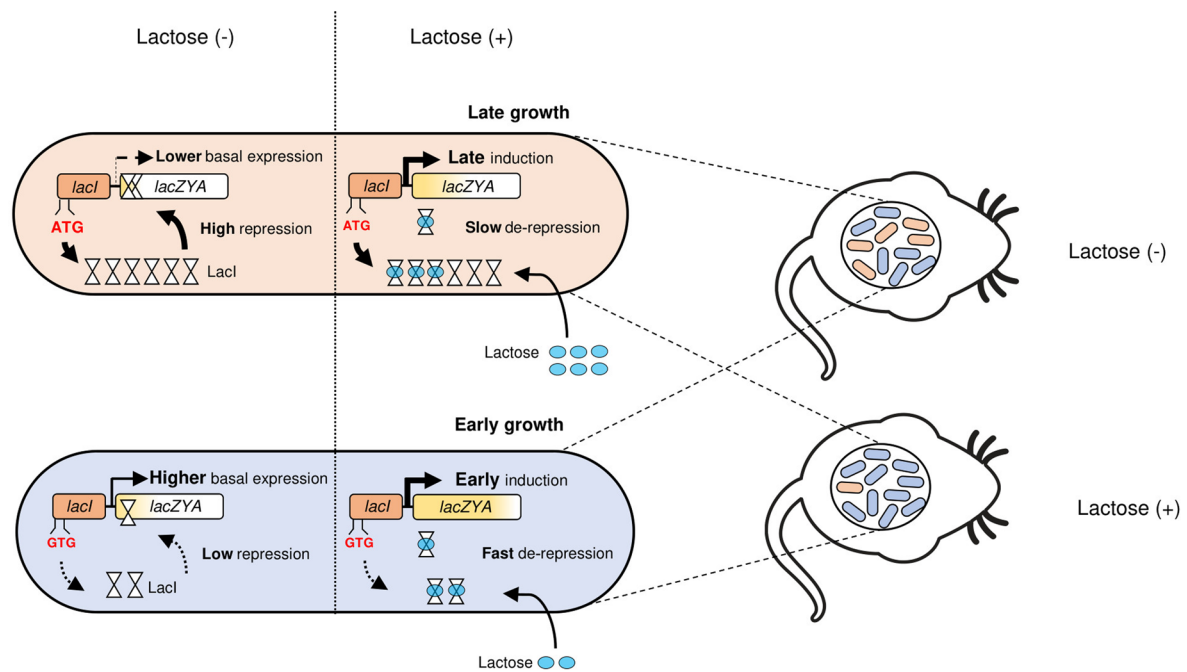 Lactose (-)
Lactose (+)
Late growth
Lower basal expression
lacI
lacZYA
ATG
High repression
LacI
Late induction
lacI
lacZYA
ATG
Slow de-repression
Lactose
Lactose (-)
Early growth
Higher basal expression
lacI
lacZYA
GTG
Low repression
LacI
Early induction
lacI
lacZYA
GTG
Fast de-repression
Lactose
Lactose (+)